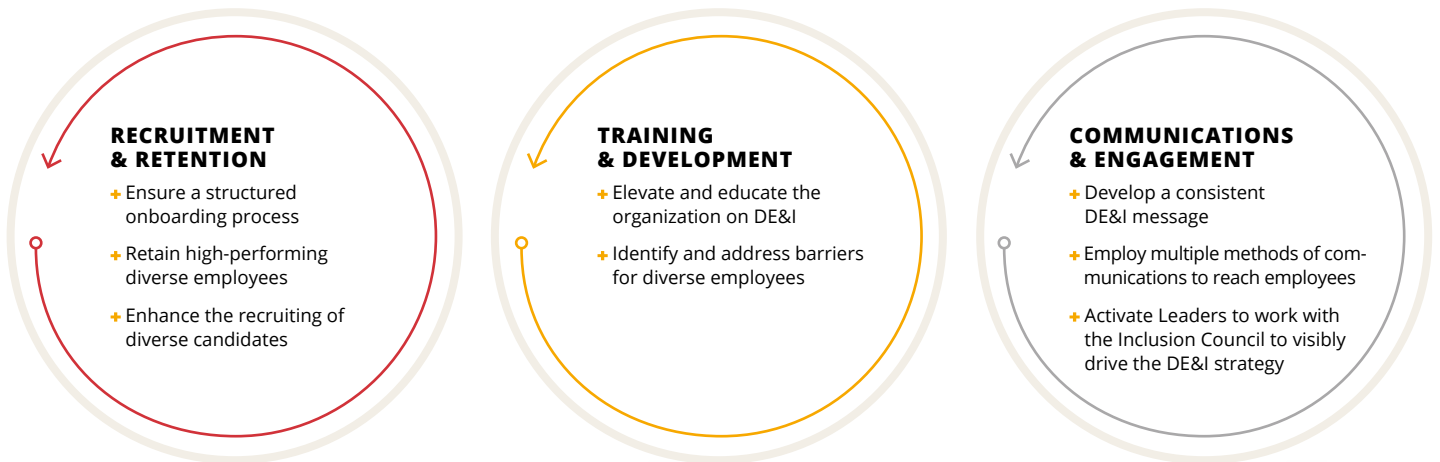 RECRUITMENT
& RETENTION
+ Ensure a structured
onboarding process
+ Retain high-performing
diverse employees
+ Enhance the recruiting of
diverse candidates
TRAINING
& DEVELOPMENT
+ Elevate and educate the
organization on DE&I
+ Identify and address barriers
for diverse employees
COMMUNICATIONS
& ENGAGEMENT
+ Develop a consistent
DE&I message
+ Employ multiple methods of com-
munications to reach employees
+ Activate Leaders to work with
the Inclusion Council to visibly
drive the DE&I strategy